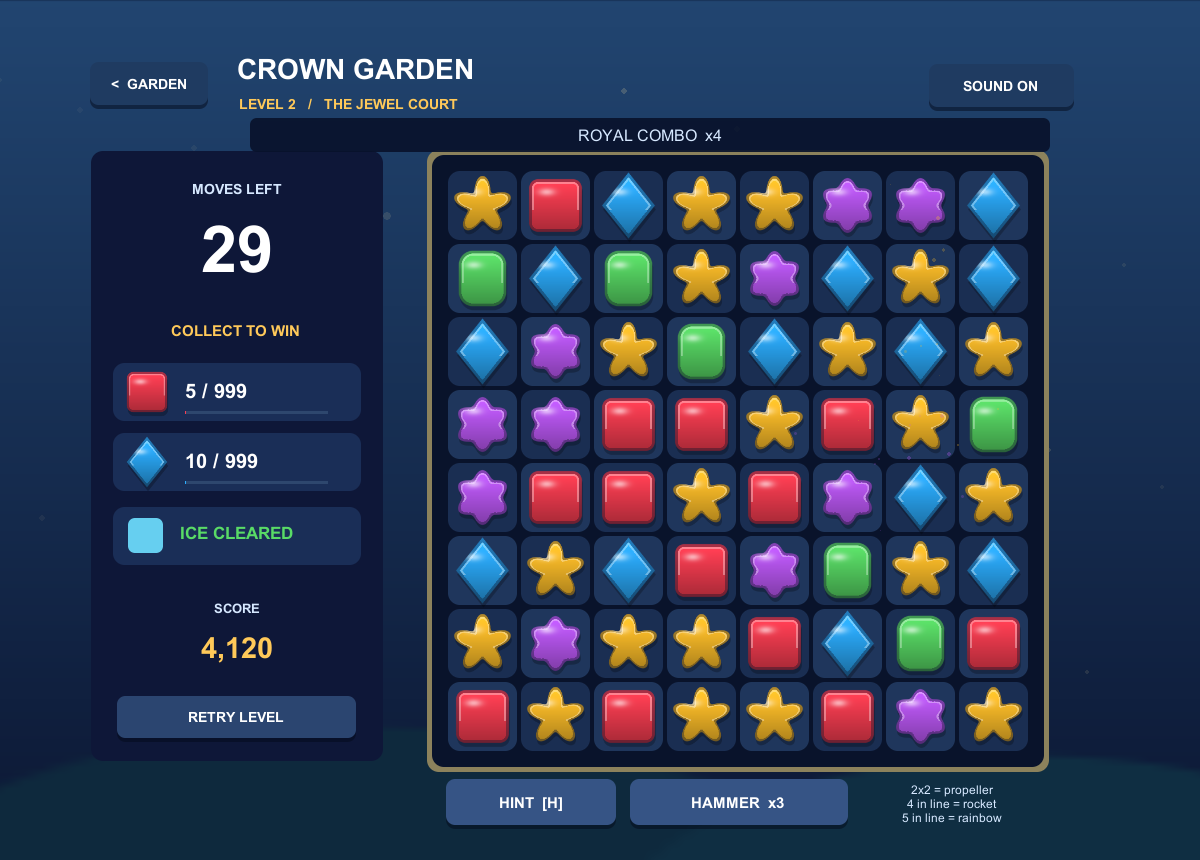 < GARDEN
CROWN GARDEN
LEVEL 2 / THE JEWEL COURT
SOUND ON
ROYAL COMBO x4
MOVES LEFT
29
COLLECT TO WIN
5 / 999
10 / 999
ICE CLEARED
SCORE
4,120
RETRY LEVEL
HINT [H]
HAMMER x3
2x2 = propeller
4 in line = rocket
5 in line = rainbow